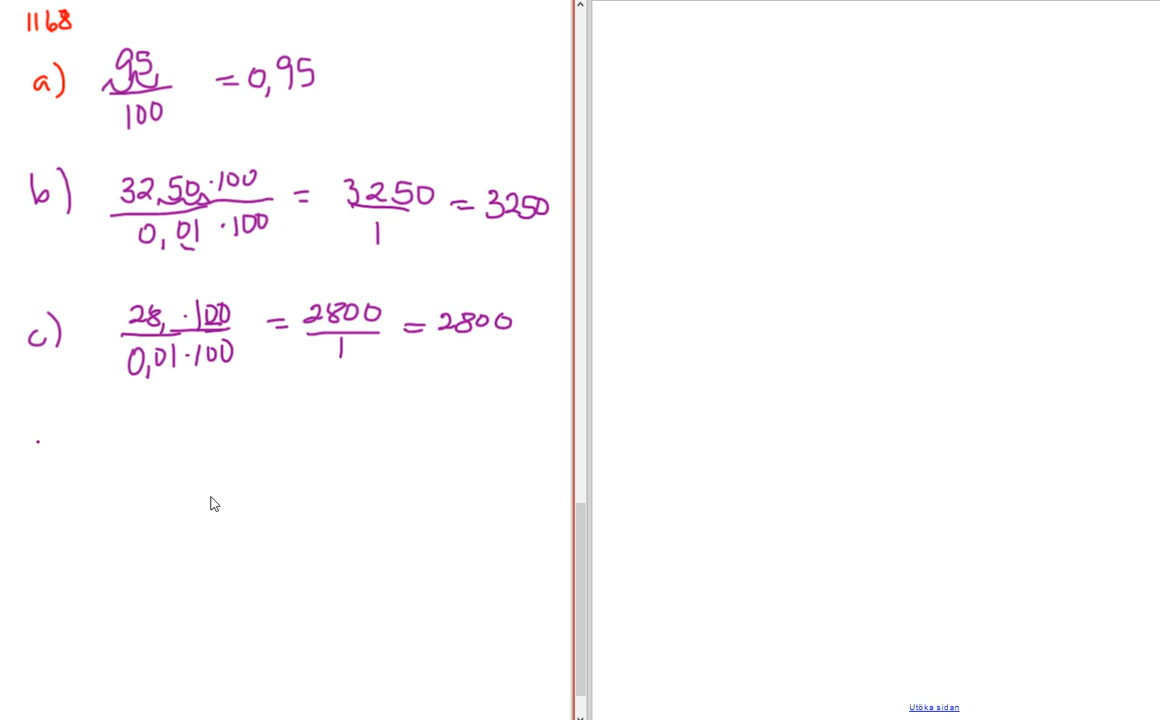 1168
a) 95/100 = 0,95
b) 32,50·100/0,01·100 = 3250/1 = 3250
c) 28,·100/0,01·100 = 2800/1 = 2800
Utöka sidan